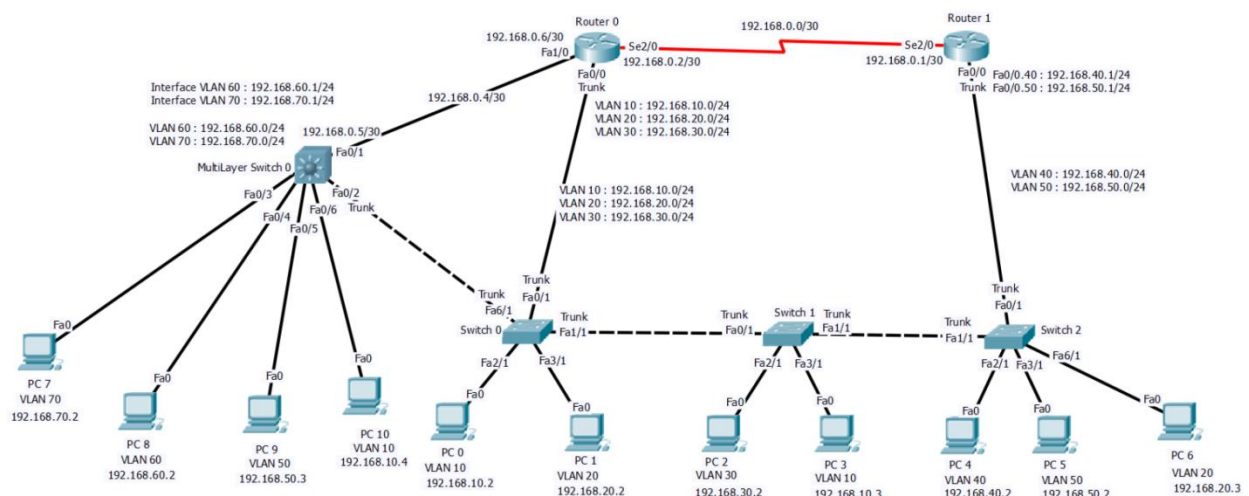 Router 0
Router 1
192.168.0.0/30
192.168.0.6/30
Fa1/0
Se2/0
192.168.0.2/30
Se2/0
192.168.0.1/30
Fa0/0
Trunk
Fa0/0
Trunk
Fa0/0.40 : 192.168.40.1/24
Fa0/0.50 : 192.168.50.1/24
Interface VLAN 60 : 192.168.60.1/24
Interface VLAN 70 : 192.168.70.1/24
192.168.0.4/30
VLAN 10 : 192.168.10.0/24
VLAN 20 : 192.168.20.0/24
VLAN 30 : 192.168.30.0/24
VLAN 60 : 192.168.60.0/24
VLAN 70 : 192.168.70.0/24
192.168.0.5/30
Fa0/1
MultiLayer Switch 0
Fa0/2
Trunk
Fa0/3
Fa0/4
Fa0/5
Fa0/6
VLAN 10 : 192.168.10.0/24
VLAN 20 : 192.168.20.0/24
VLAN 30 : 192.168.30.0/24
VLAN 40 : 192.168.40.0/24
VLAN 50 : 192.168.50.0/24
Trunk
Fa6/1
Trunk
Fa0/1
Switch 0
Trunk
Fa1/1
Fa2/1
Fa3/1
Trunk
Fa0/1
Switch 1
Trunk
Fa1/1
Fa2/1
Fa3/1
Trunk
Fa0/1
Trunk
Fa1/1
Switch 2
Fa2/1
Fa3/1
Fa6/1
Fa0
PC 7
VLAN 70
192.168.70.2
Fa0
PC 8
VLAN 60
192.168.60.2
Fa0
PC 9
VLAN 50
192.168.50.3
Fa0
PC 10
VLAN 10
192.168.10.4
Fa0
PC 0
VLAN 10
192.168.10.2
Fa0
PC 1
VLAN 20
192.168.20.2
Fa0
PC 2
VLAN 30
192.168.30.2
Fa0
PC 3
VLAN 10
192.168.10.3
Fa0
PC 4
VLAN 40
192.168.40.2
Fa0
PC 5
VLAN 50
192.168.50.2
Fa0
PC 6
VLAN 20
192.168.20.3